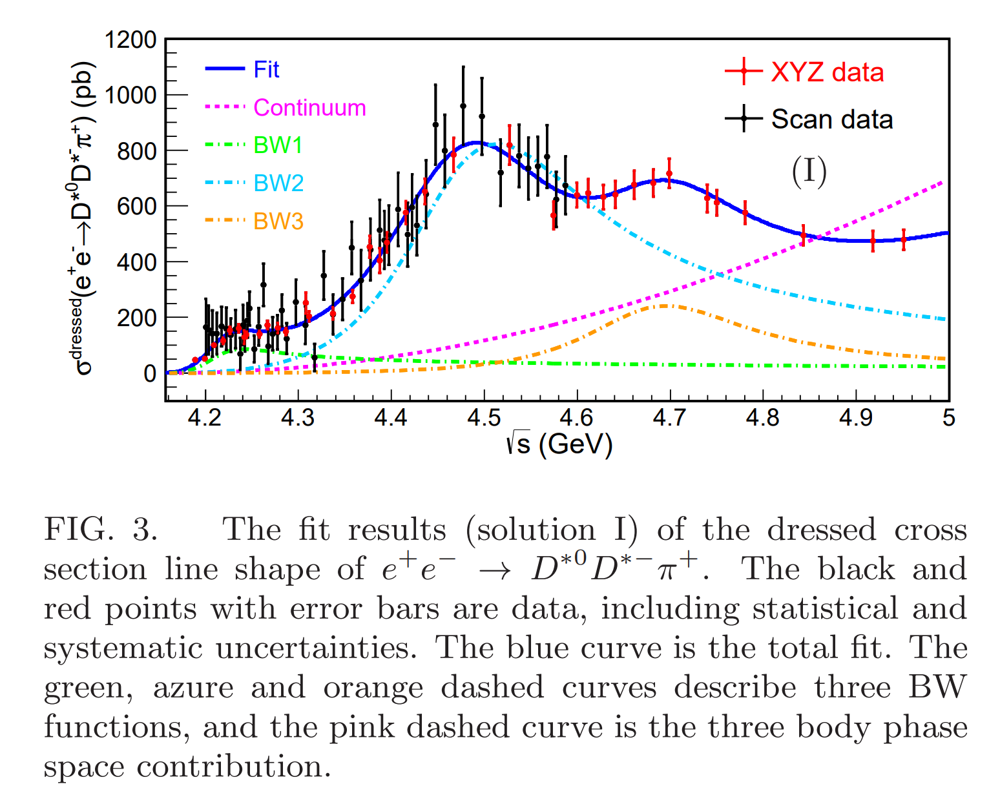 σ^dressed(e⁺e⁻→D*⁰D*⁻π⁺) (pb)
1200
1000
800
600
400
200
0
Fit
Continuum
BW1
BW2
BW3
XYZ data
Scan data
(I)
4.2 4.3 4.4 4.5 4.6 4.7 4.8 4.9 5
√s (GeV)
FIG. 3. The fit results (solution I) of the dressed cross
section line shape of e⁺e⁻ → D*⁰D*⁻π⁺. The black and
red points with error bars are data, including statistical and
systematic uncertainties. The blue curve is the total fit. The
green, azure and orange dashed curves describe three BW
functions, and the pink dashed curve is the three body phase
space contribution.